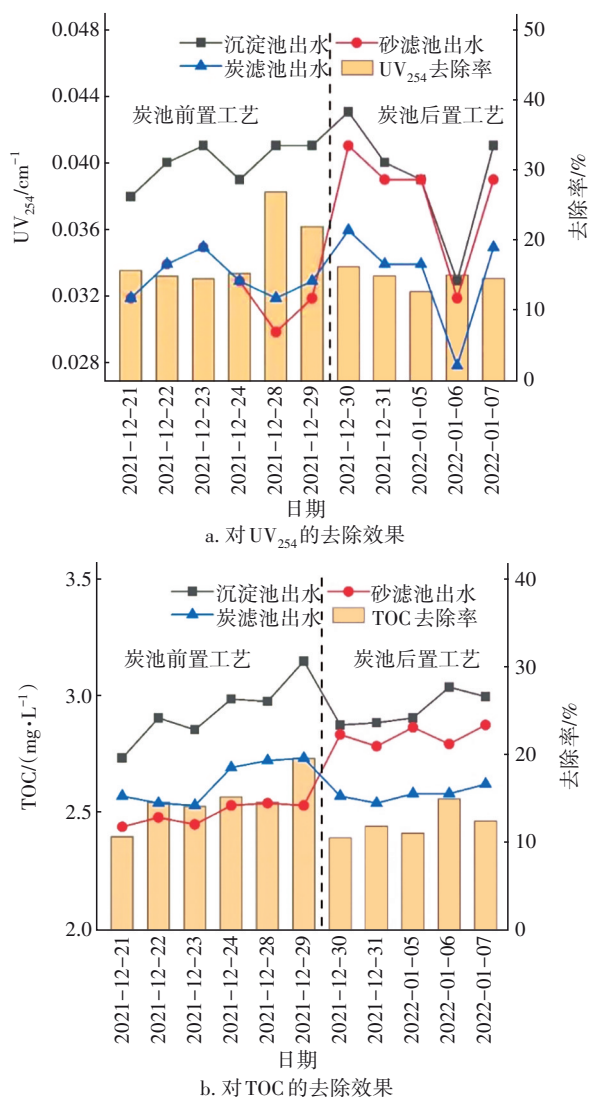 0.048
0.044
0.040
0.036
0.032
0.028
UV254/cm⁻¹
沉淀池出水
砂滤池出水
炭滤池出水
UV254去除率
炭池前置工艺
炭池后置工艺
50
40
30
20
10
0
去除率/%
2021-12-21
2021-12-22
2021-12-23
2021-12-24
2021-12-28
2021-12-29
2021-12-30
2021-12-31
2022-01-05
2022-01-06
2022-01-07
日期
a. 对UV254的去除效果
3.5
3.0
2.5
2.0
TOC/(mg·L⁻¹)
沉淀池出水
砂滤池出水
炭滤池出水
TOC去除率
炭池前置工艺
炭池后置工艺
40
30
20
10
0
去除率/%
2021-12-21
2021-12-22
2021-12-23
2021-12-24
2021-12-28
2021-12-29
2021-12-30
2021-12-31
2022-01-05
2022-01-06
2022-01-07
日期
b. 对TOC的去除效果